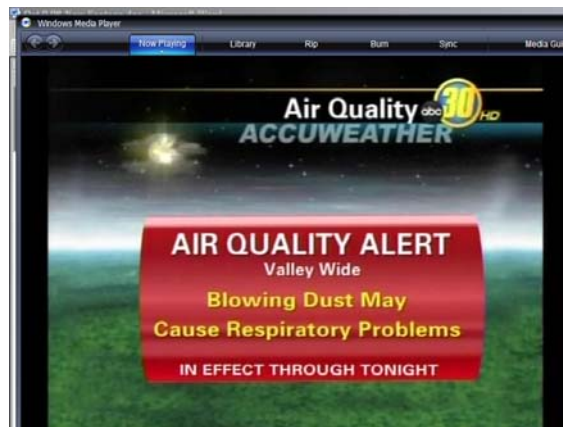 Windows Media Player
Now Playing Library Rip Burn Sync Media Gui
Air Quality abc 30 HD
ACCUWEATHER
AIR QUALITY ALERT
Valley Wide
Blowing Dust May
Cause Respiratory Problems
IN EFFECT THROUGH TONIGHT